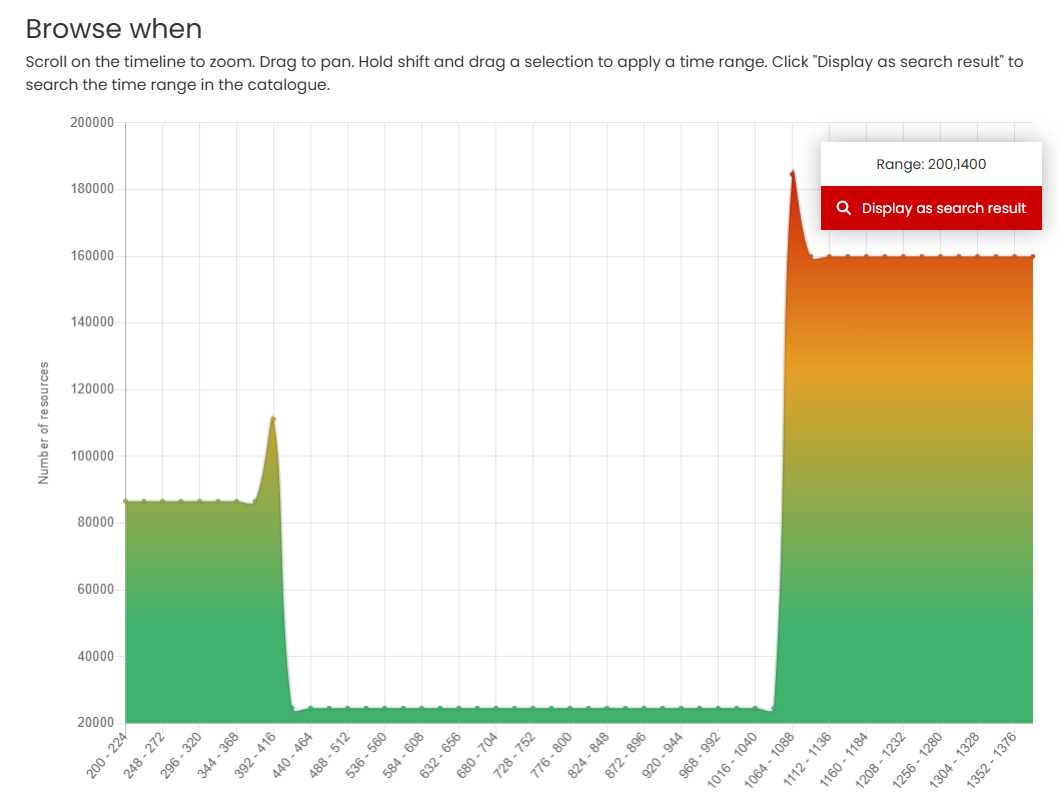 Browse when
Scroll on the timeline to zoom. Drag to pan. Hold shift and drag a selection to apply a time range. Click "Display as search result" to
search the time range in the catalogue.
Range: 200,1400
Display as search result
Number of resources
200000
180000
160000
140000
120000
100000
80000
60000
40000
20000
200 - 224
248 - 272
296 - 320
344 - 368
392 - 416
440 - 464
488 - 512
536 - 560
584 - 608
632 - 656
680 - 704
728 - 752
776 - 800
824 - 848
872 - 896
920 - 944
968 - 992
1016 - 1040
1064 - 1088
1112 - 1136
1160 - 1184
1208 - 1232
1256 - 1280
1304 - 1328
1352 - 1376